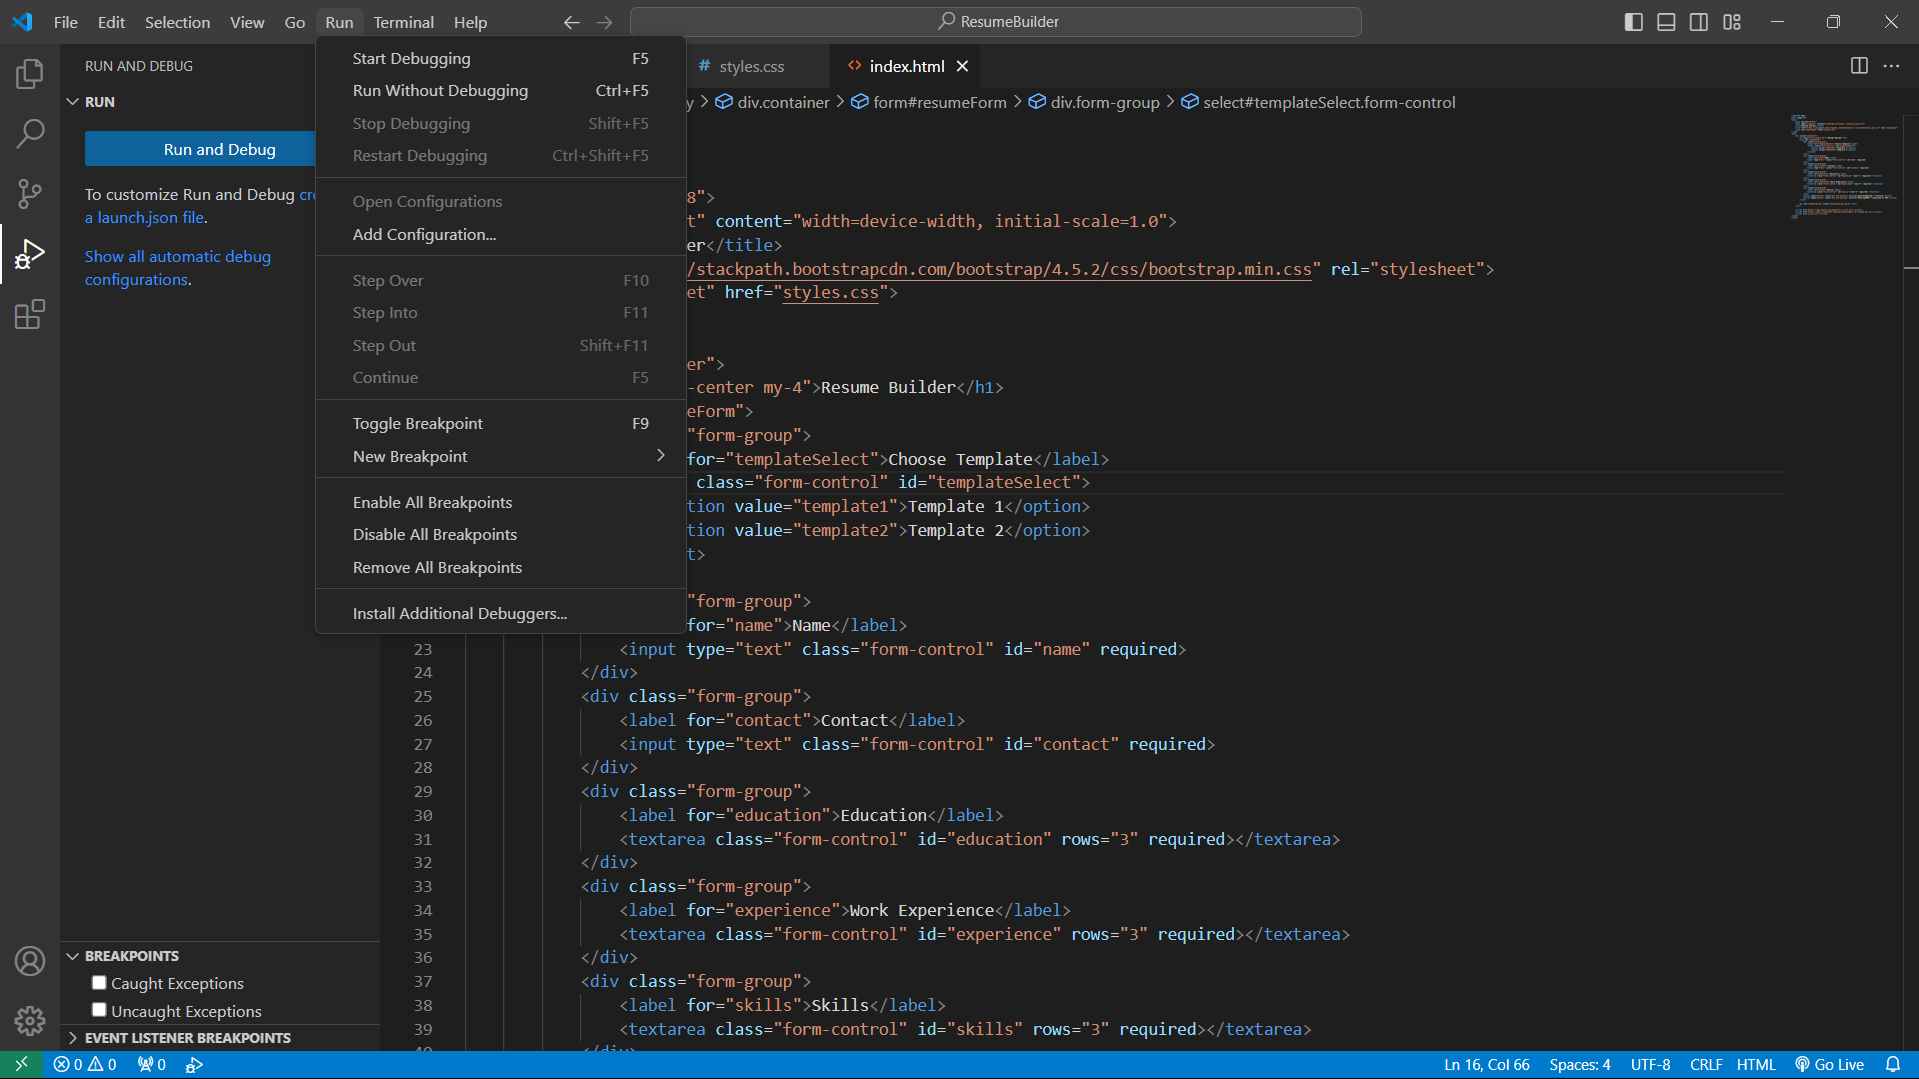 File Edit Selection View Go Run Terminal Help
ResumeBuilder
RUN AND DEBUG
RUN
Run and Debug
To customize Run and Debug cr
a launch.json file.
Show all automatic debug
configurations.
Start Debugging F5
Run Without Debugging Ctrl+F5
Stop Debugging Shift+F5
Restart Debugging Ctrl+Shift+F5
Open Configurations
Add Configuration...
Step Over F10
Step Into F11
Step Out Shift+F11
Continue F5
Toggle Breakpoint F9
New Breakpoint
Enable All Breakpoints
Disable All Breakpoints
Remove All Breakpoints
Install Additional Debuggers...
# styles.css <> index.html
y > div.container > form#resumeForm > div.form-group > select#templateSelect.form-control
8">
t" content="width=device-width, initial-scale=1.0">
er</title>
/stackpath.bootstrapcdn.com/bootstrap/4.5.2/css/bootstrap.min.css" rel="stylesheet">
et" href="styles.css">
er">
-center my-4">Resume Builder</h1>
eForm">
"form-group">
for="templateSelect">Choose Template</label>
class="form-control" id="templateSelect">
tion value="template1">Template 1</option>
tion value="template2">Template 2</option>
t>
"form-group">
for="name">Name</label>
23 <input type="text" class="form-control" id="name" required>
24 </div>
25 <div class="form-group">
26 <label for="contact">Contact</label>
27 <input type="text" class="form-control" id="contact" required>
28 </div>
29 <div class="form-group">
30 <label for="education">Education</label>
31 <textarea class="form-control" id="education" rows="3" required></textarea>
32 </div>
33 <div class="form-group">
34 <label for="experience">Work Experience</label>
35 <textarea class="form-control" id="experience" rows="3" required></textarea>
36 </div>
37 <div class="form-group">
38 <label for="skills">Skills</label>
39 <textarea class="form-control" id="skills" rows="3" required></textarea>
40 </div>
BREAKPOINTS
Caught Exceptions
Uncaught Exceptions
EVENT LISTENER BREAKPOINTS
0 0 0
Ln 16, Col 66 Spaces: 4 UTF-8 CRLF HTML Go Live